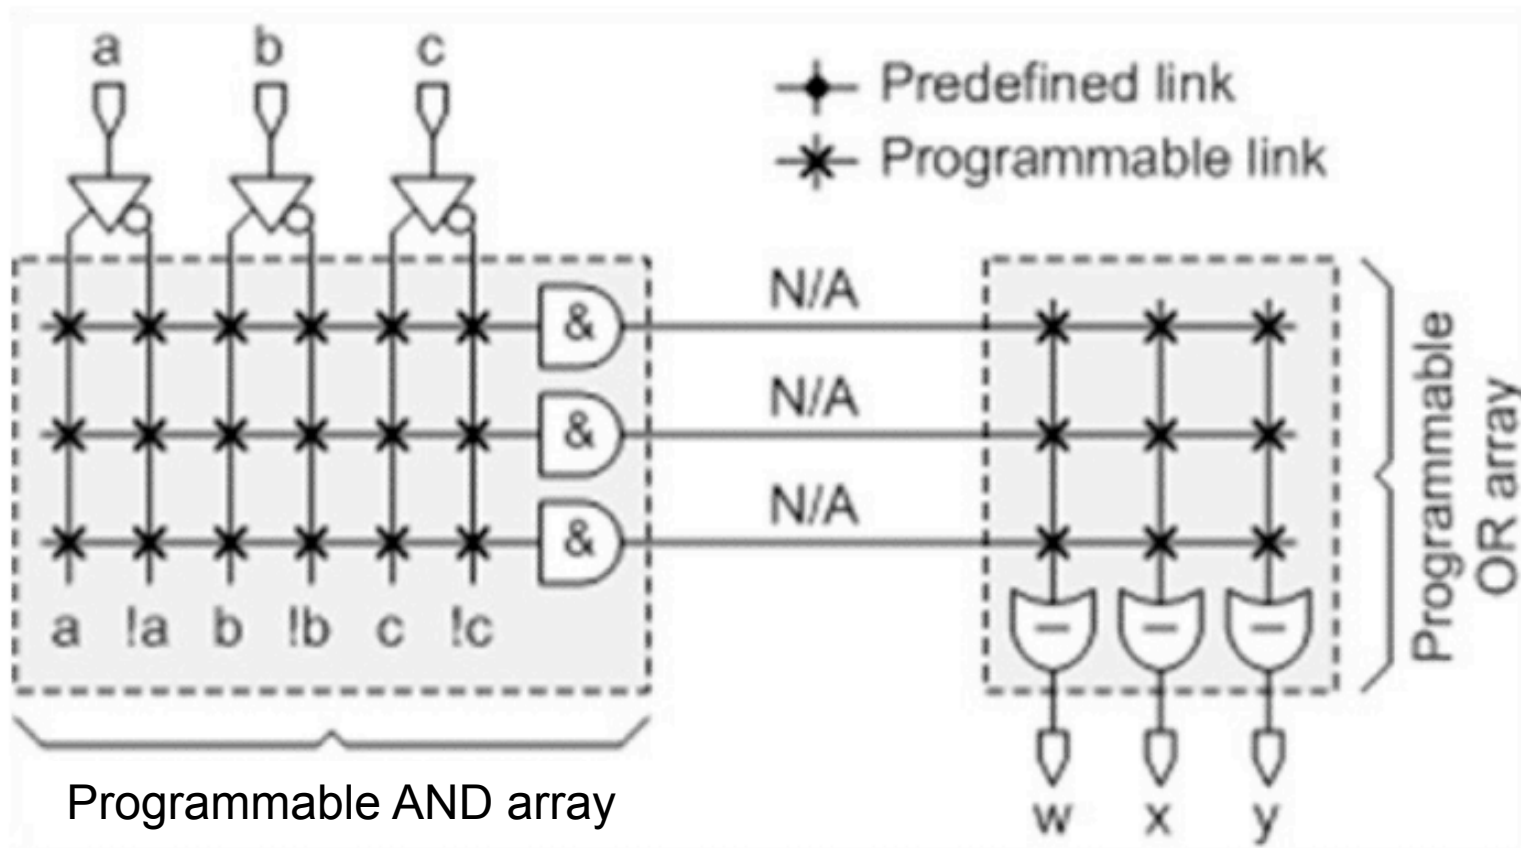 a b c
Predefined link
Programmable link
N/A
&
N/A
&
N/A
&
a !a b !b c !c
Programmable
OR array
Programmable AND array
w x y